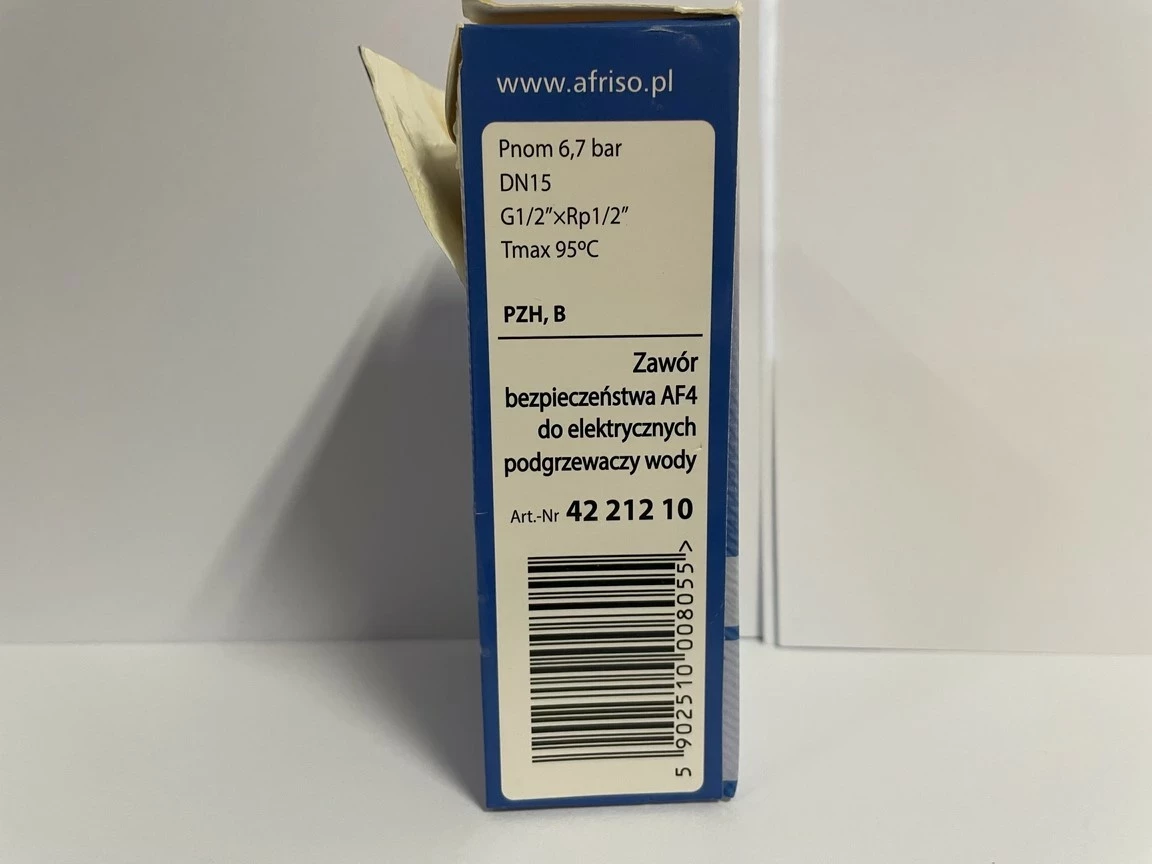 www.afriso.pl
Pnom 6,7 bar
DN15
G1/2”×Rp1/2”
Tmax 95ºC
PZH, B
Zawór
bezpieczeństwa AF4
do elektrycznych
podgrzewaczy wody
Art.-Nr 42 212 10
5 902510 008055 >